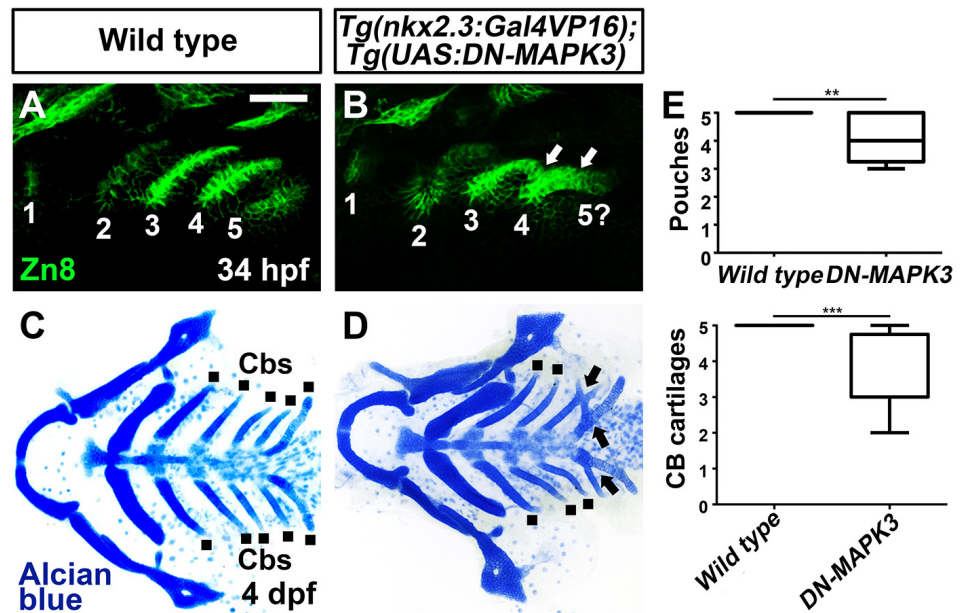 Wild type
Tg(nkx2.3:Gal4VP16);
Tg(UAS:DN-MAPK3)
A
1
2
3
4
5
Zn8
34 hpf
B
1
2
3
4
5?
C
Cbs
Cbs
Alcian
blue
4 dpf
D
E
**
Pouches
5
4
3
2
1
0
Wild type
DN-MAPK3
***
CB cartilages
5
4
3
2
1
0
Wild type
DN-MAPK3